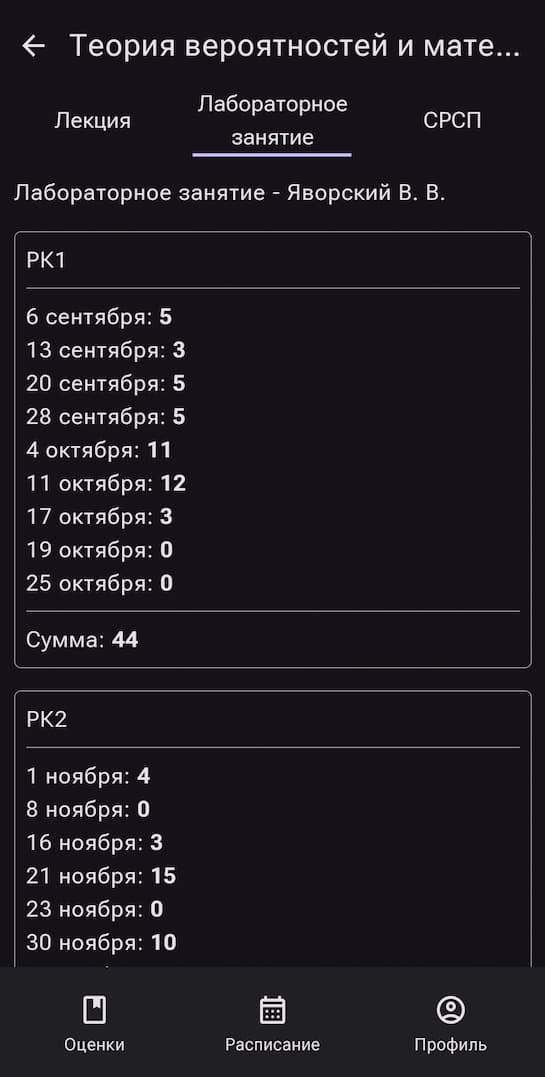 Теория вероятностей и мате...
Лекция
Лабораторное
занятие
СРСП
Лабораторное занятие - Яворский В. В.
РК1
6 сентября: 5
13 сентября: 3
20 сентября: 5
28 сентября: 5
4 октября: 11
11 октября: 12
17 октября: 3
19 октября: 0
25 октября: 0
Сумма: 44
РК2
1 ноября: 4
8 ноября: 0
16 ноября: 3
21 ноября: 15
23 ноября: 0
30 ноября: 10
Оценки
Расписание
Профиль